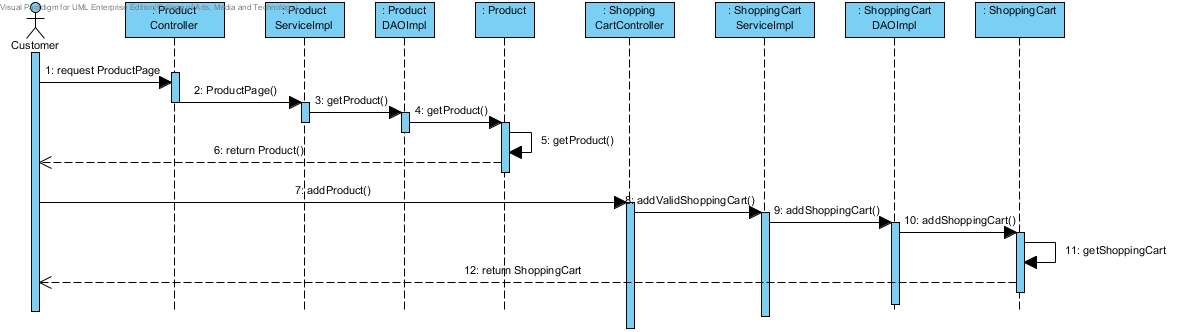 Visual Paradigm for UML Enterprise Edition of Arts, Media and Technology
: Product
Controller
: Product
ServiceImpl
: Product
DAOImpl
: Product
: Shopping
CartController
: ShoppingCart
ServiceImpl
: ShoppingCart
DAOImpl
: ShoppingCart
Customer
1: request ProductPage
2: ProductPage()
3: getProduct()
4: getProduct()
5: getProduct()
6: return Product()
7: addProduct()
8: addValidShoppingCart()
9: addShoppingCart()
10: addShoppingCart()
11: getShoppingCart
12: return ShoppingCart